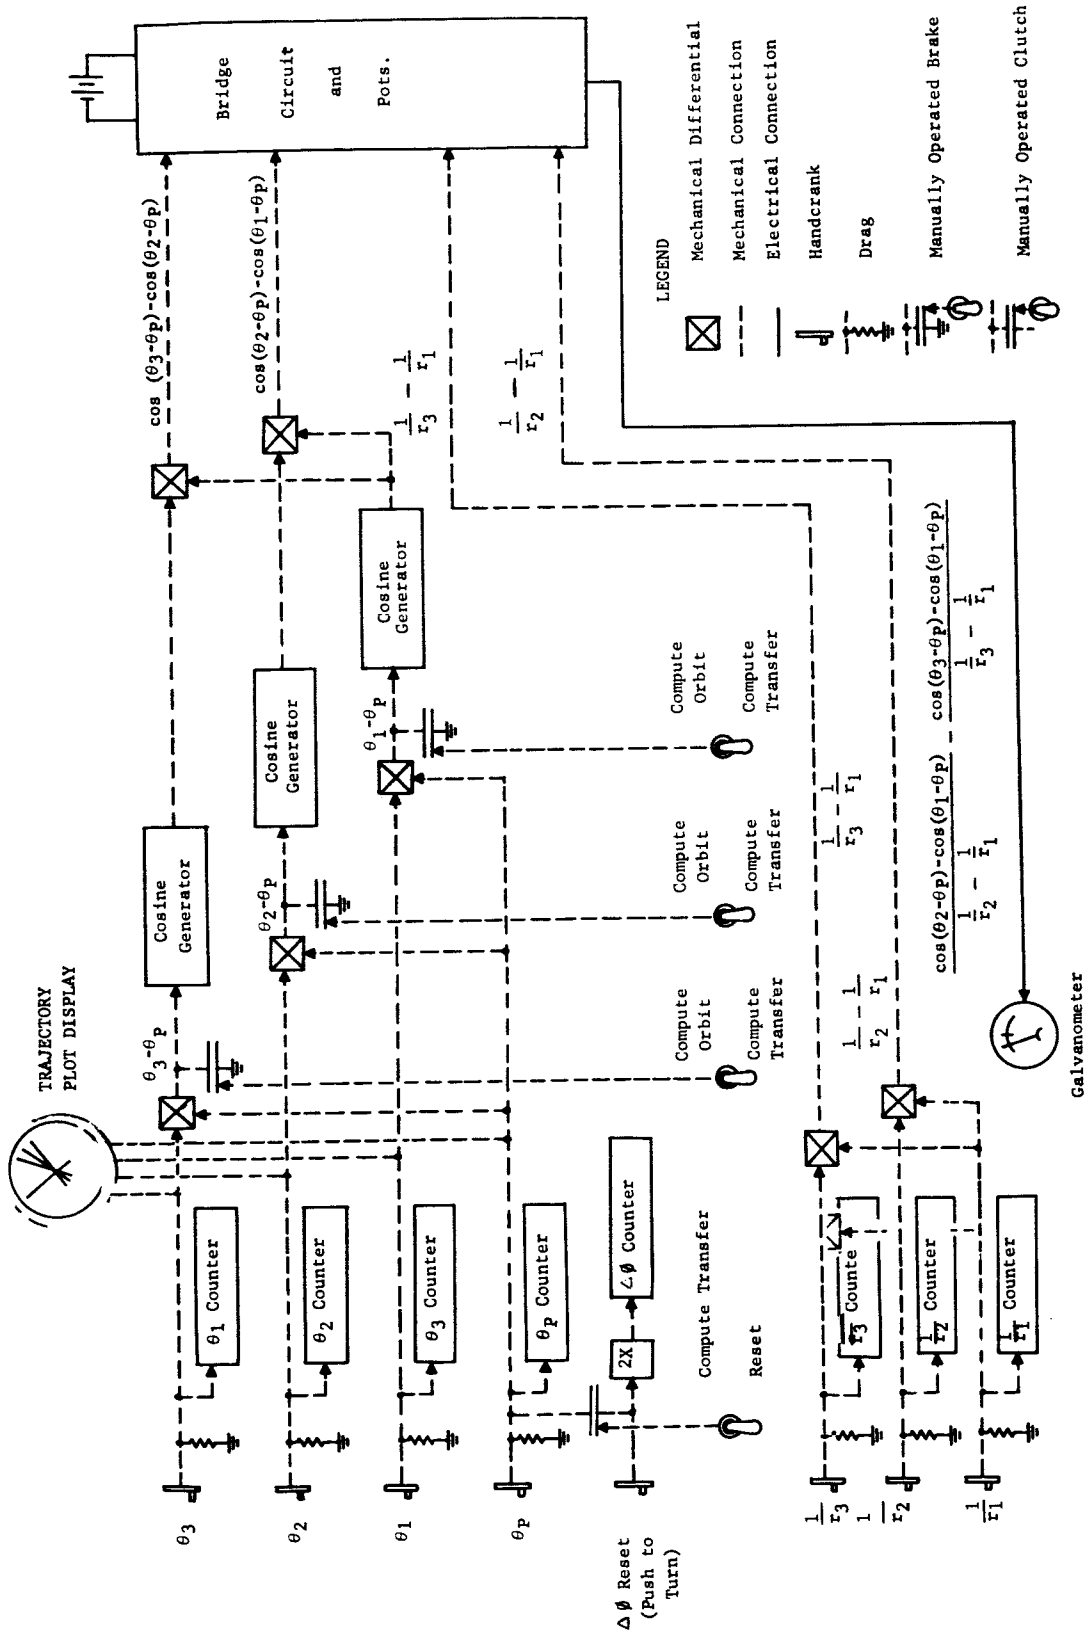 TRAJECTORY
PLOT DISPLAY
θ3
θ1 Counter
θ3-θP
Cosine
Generator
cos (θ3-θP)-cos(θ2-θP)
θ2
θ2 Counter
θ2-θP
Cosine
Generator
cos(θ2-θP)-cos(θ1-θP)
θ1
θ3 Counter
θ1-θP
Cosine
Generator
1/r3 - 1/r1
θP
θP Counter
1/r2 - 1/r1
Bridge
Circuit
and
Pots.
Δ∅ Reset
(Push to
Turn)
2X
∠∅ Counter
Compute Transfer
Reset
Compute
Orbit
Compute
Transfer
Compute
Orbit
Compute
Transfer
Compute
Orbit
Compute
Transfer
1/r3
r3 Counte
1/r3 - 1/r1
1/r2
1/r2 Counter
1/r2 - 1/r1
1/r1
1/r1 Counter
cos(θ2-θP)-cos(θ1-θP) - cos(θ3-θP)-cos(θ1-θP)
1/r2 - 1/r1
1/r3 - 1/r1
Galvanometer
LEGEND
Mechanical Differential
Mechanical Connection
Electrical Connection
Handcrank
Drag
Manually Operated Brake
Manually Operated Clutch